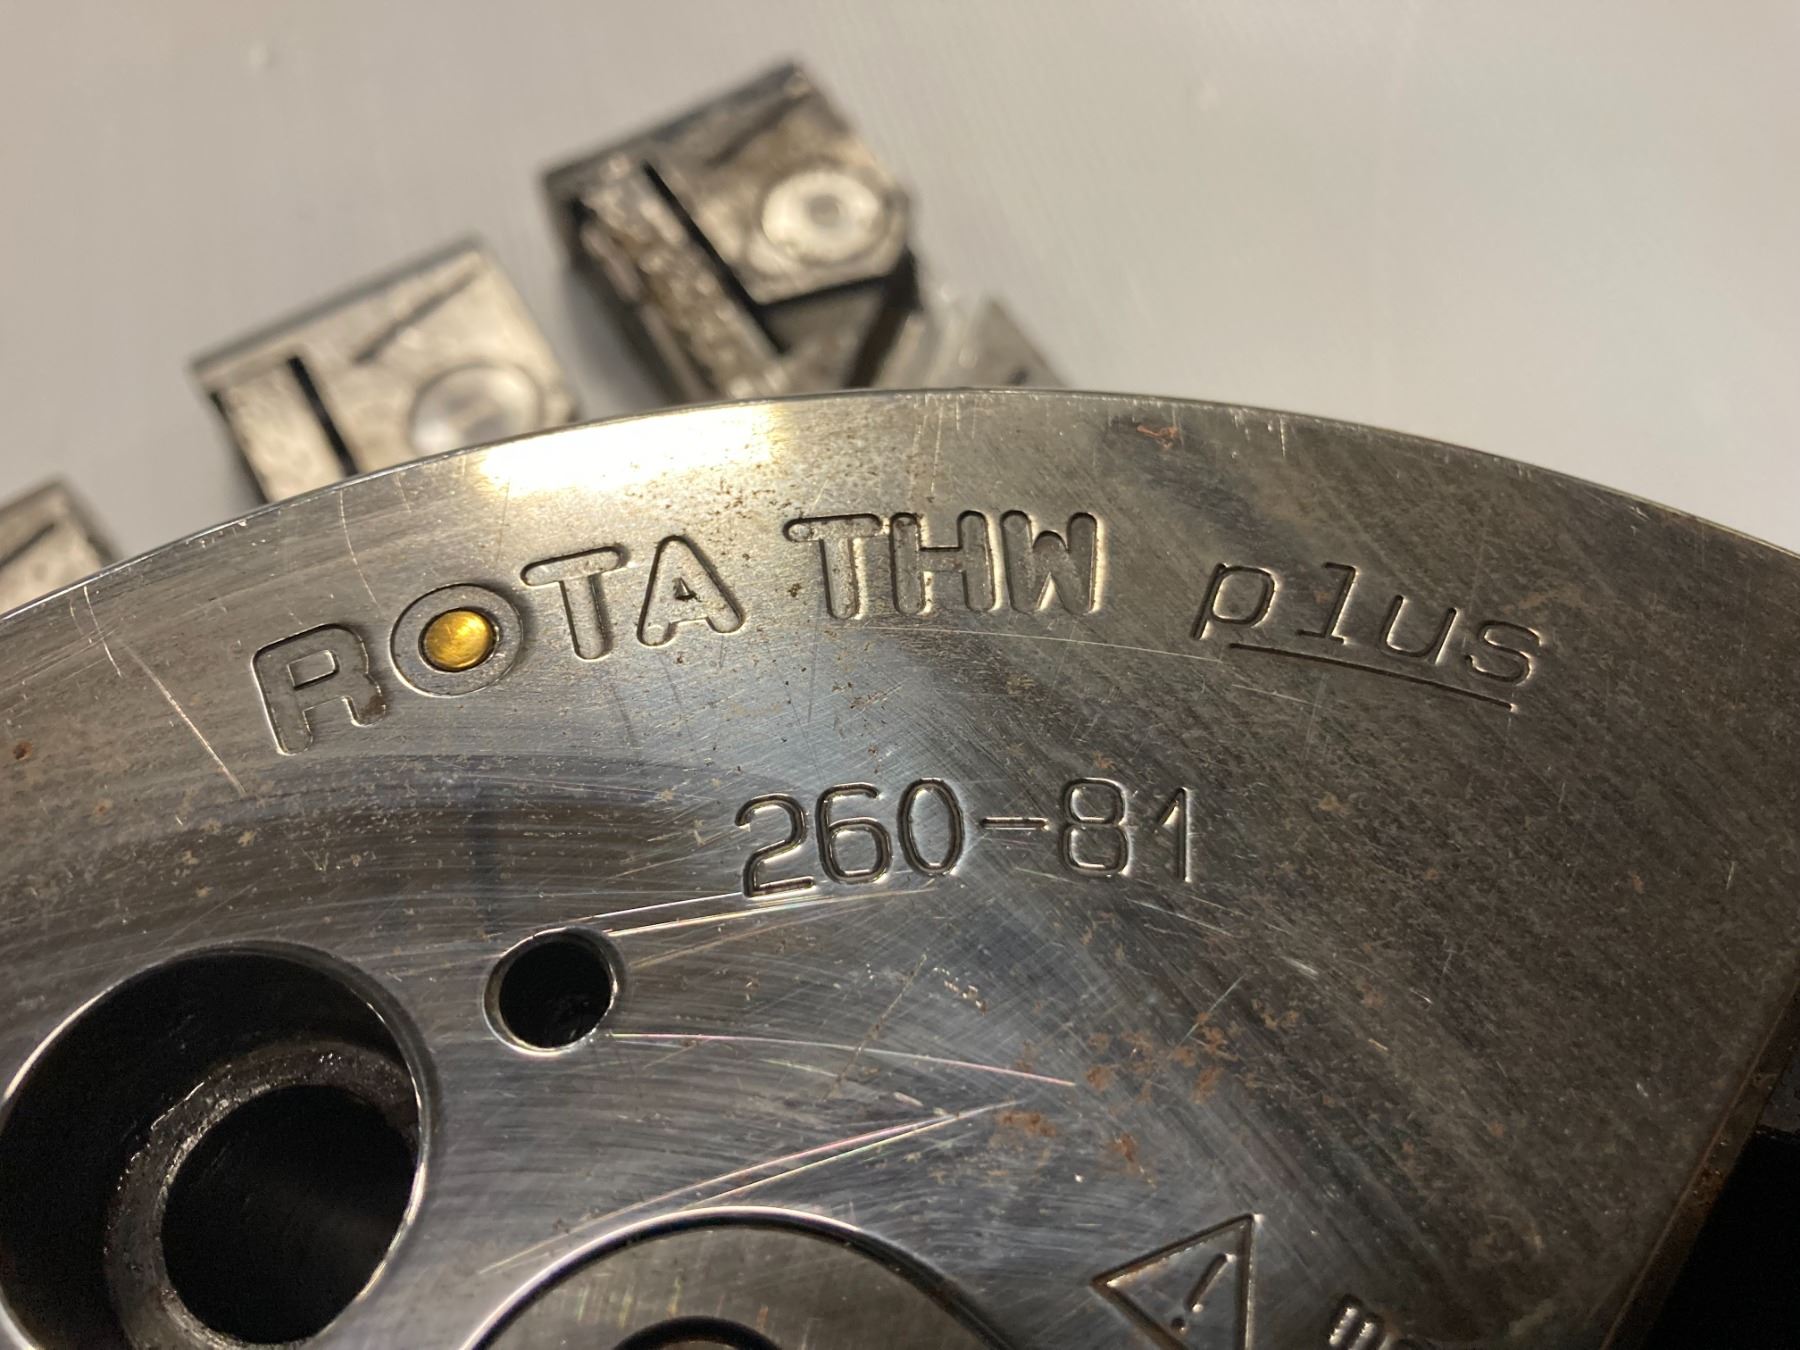 ROTA THW plus
260-81
!